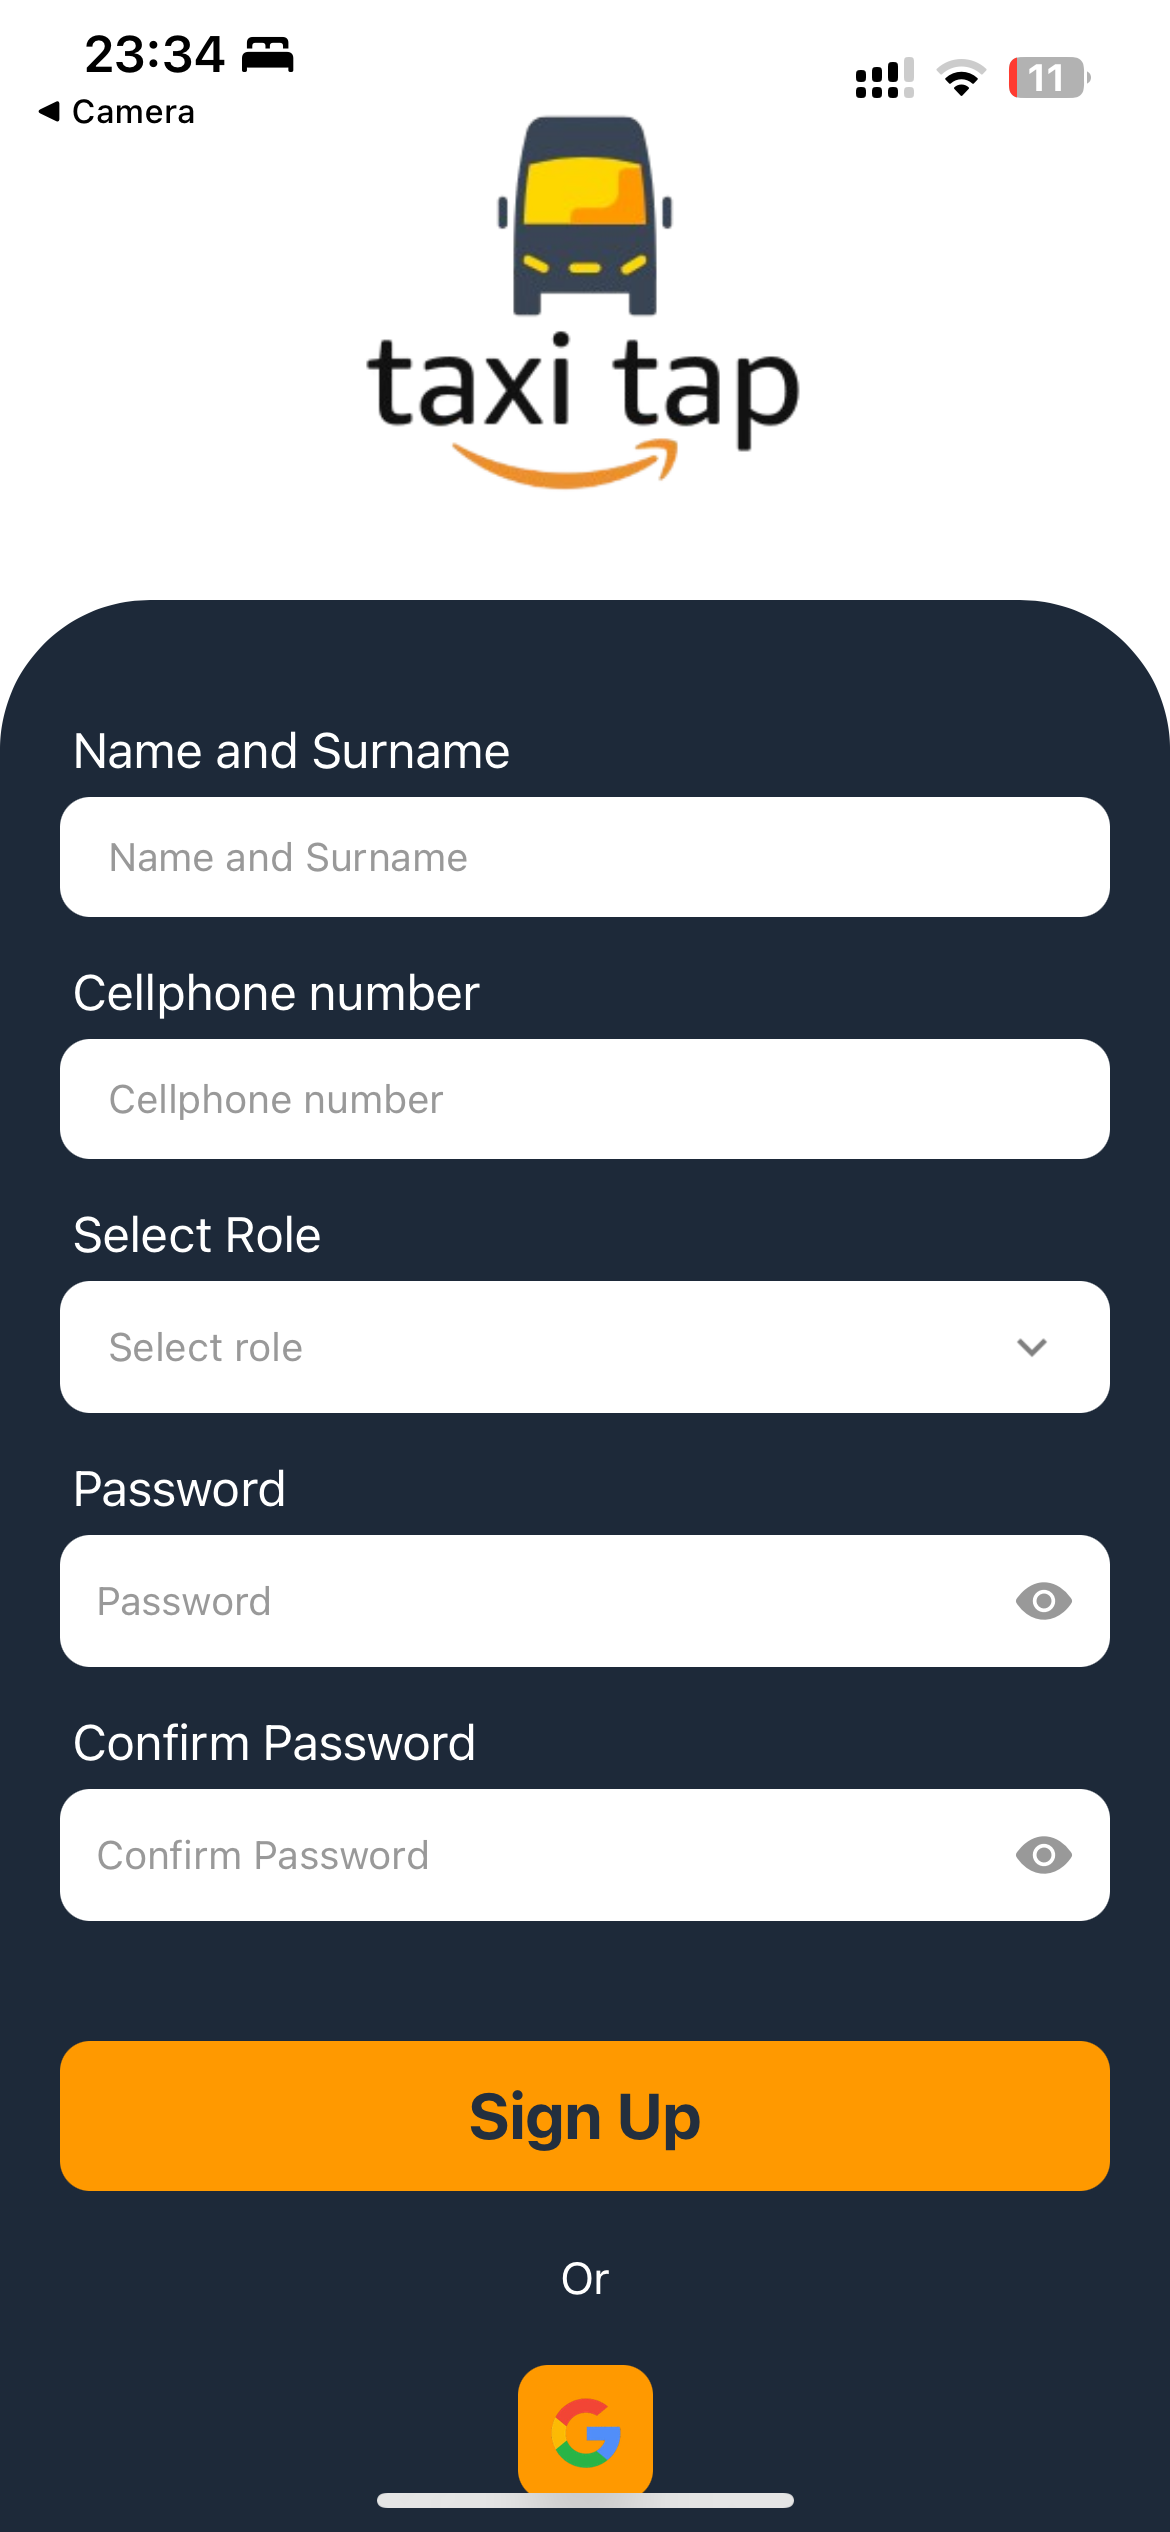 23:34
11
◀ Camera
taxi tap
Name and Surname
Name and Surname
Cellphone number
Cellphone number
Select Role
Select role
Password
Password
Confirm Password
Confirm Password
Sign Up
Or
G